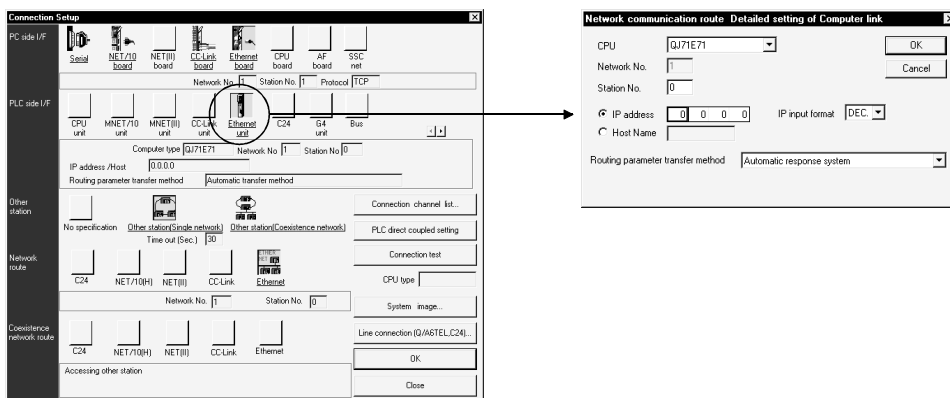 Connection Setup
PC side I/F
Serial
NET/10 board
NET(II) board
CC-Link board
Ethernet board
CPU board
AF board
SSC net
Network No. 1 Station No. 1 Protocol TCP
PLC side I/F
CPU unit
MNET/10 unit
MNET(II) unit
CC-Link unit
Ethernet unit
C24
G4 unit
Bus
Computer type QJ71E71 Network No 1 Station No 0
IP address /Host 0.0.0.0
Routing parameter transfer method Automatic transfer method
Other station
No specification
Other station(Single network)
Other station(Coexistence network)
Time out (Sec.) 30
Connection channel list...
PLC direct coupled setting
Network route
C24
NET/10(H)
NET(II)
CC-Link
Ethernet
Connection test
CPU type
Network No. 1 Station No. 0
System image...
Coexistence network route
C24
NET/10(H)
NET(II)
CC-Link
Ethernet
Line connection (Q/A6TEL,C24)...
OK
Accessing other station
Close
Network communication route Detailed setting of Computer link
CPU QJ71E71
OK
Network No. 1
Cancel
Station No. 0
IP address 0 0 0 0 IP input format DEC.
Host Name
Routing parameter transfer method Automatic response system